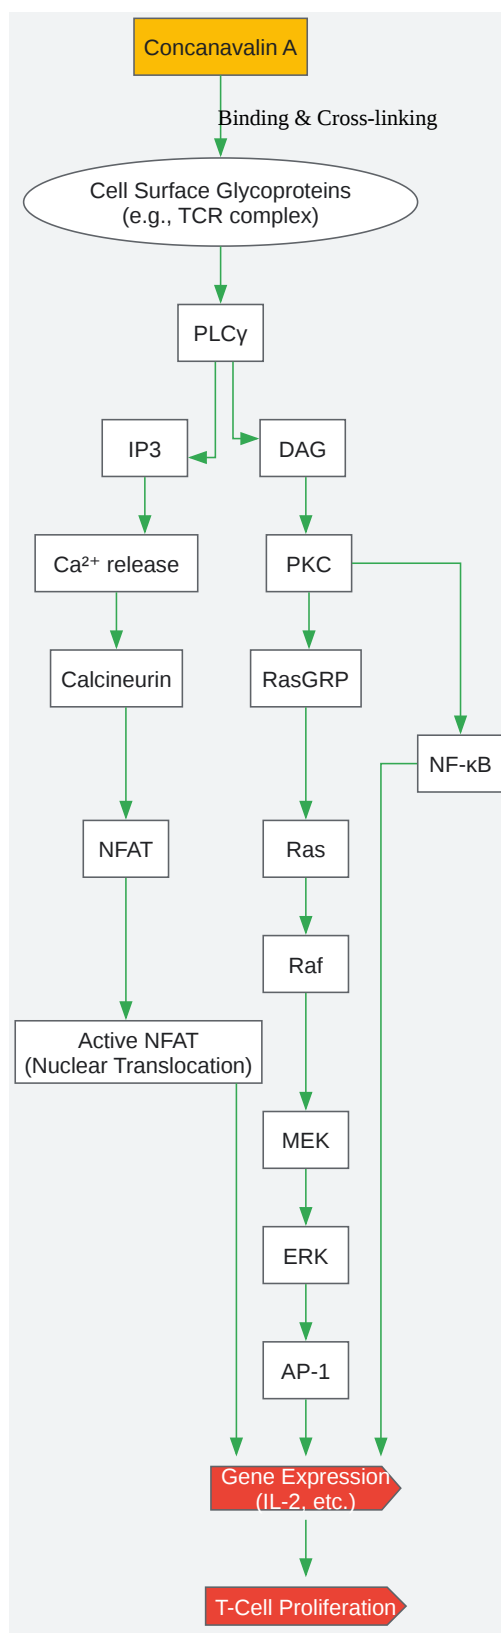 Concanavalin A
Binding & Cross-linking
Cell Surface Glycoproteins
(e.g., TCR complex)
PLCγ
IP3
DAG
Ca²⁺ release
PKC
Calcineurin
RasGRP
NF-κB
NFAT
Ras
Raf
Active NFAT
(Nuclear Translocation)
MEK
ERK
AP-1
Gene Expression
(IL-2, etc.)
T-Cell Proliferation